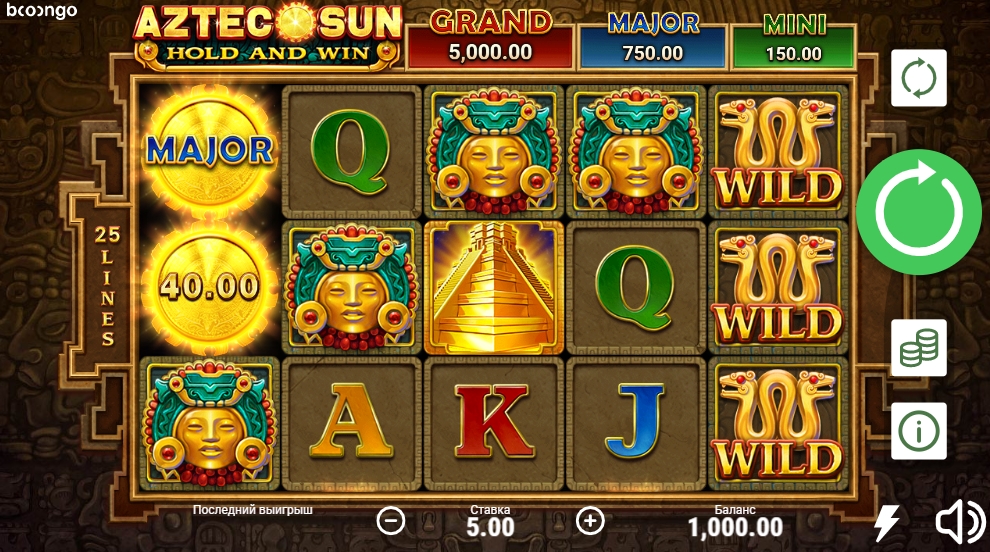 booongo
AZTEC SUN
HOLD AND WIN
GRAND
5,000.00
MAJOR
750.00
MINI
150.00
25
LINES
MAJOR
Q
WILD
40.00
Q
WILD
A
K
J
WILD
Последний выигрыш
Ставка
5.00
Баланс
1,000.00